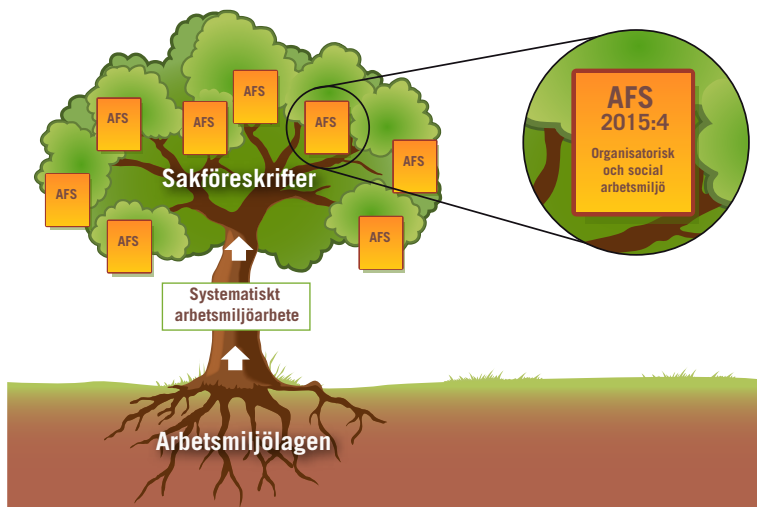 AFS
AFS
AFS
AFS
AFS
AFS
AFS
AFS
AFS
Sakföreskrifter
Systematiskt
arbetsmiljöarbete
Arbetsmiljölagen
AFS
2015:4
Organisatorisk
och social
arbetsmiljö